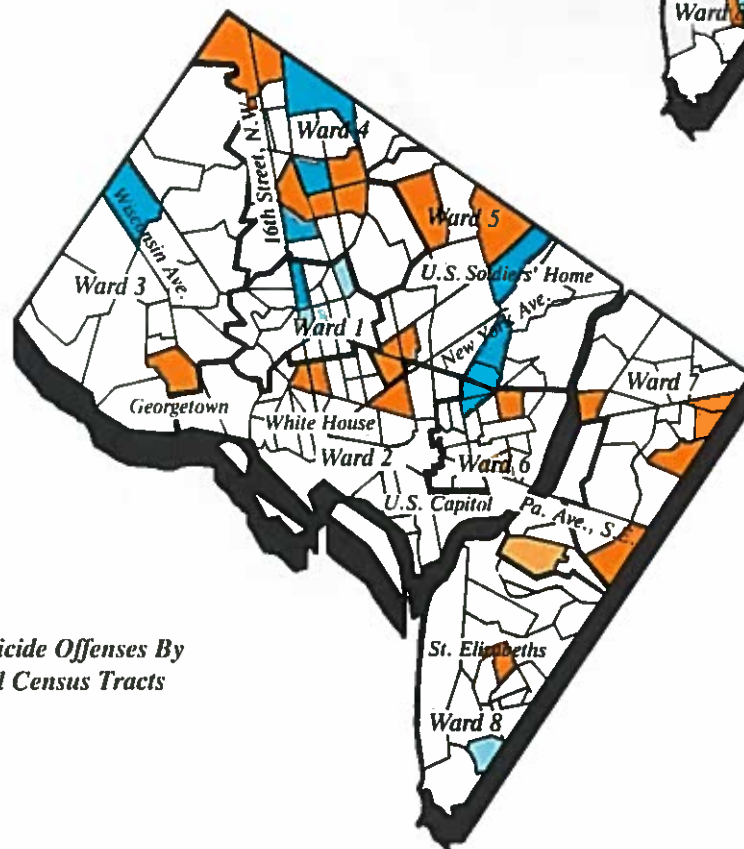 Ward 8
Ward 4
16th Street, N.W.
Ward 5
Wisconsin Ave.
U.S. Soldiers' Home
Ward 3
New York Ave.
Ward 1
Ward 7
Georgetown
White House
Ward 2
Ward 6
U.S. Capitol
Pa. Ave., S.E.
icide Offenses By
Census Tracts
St. Elizabeths
Ward 8